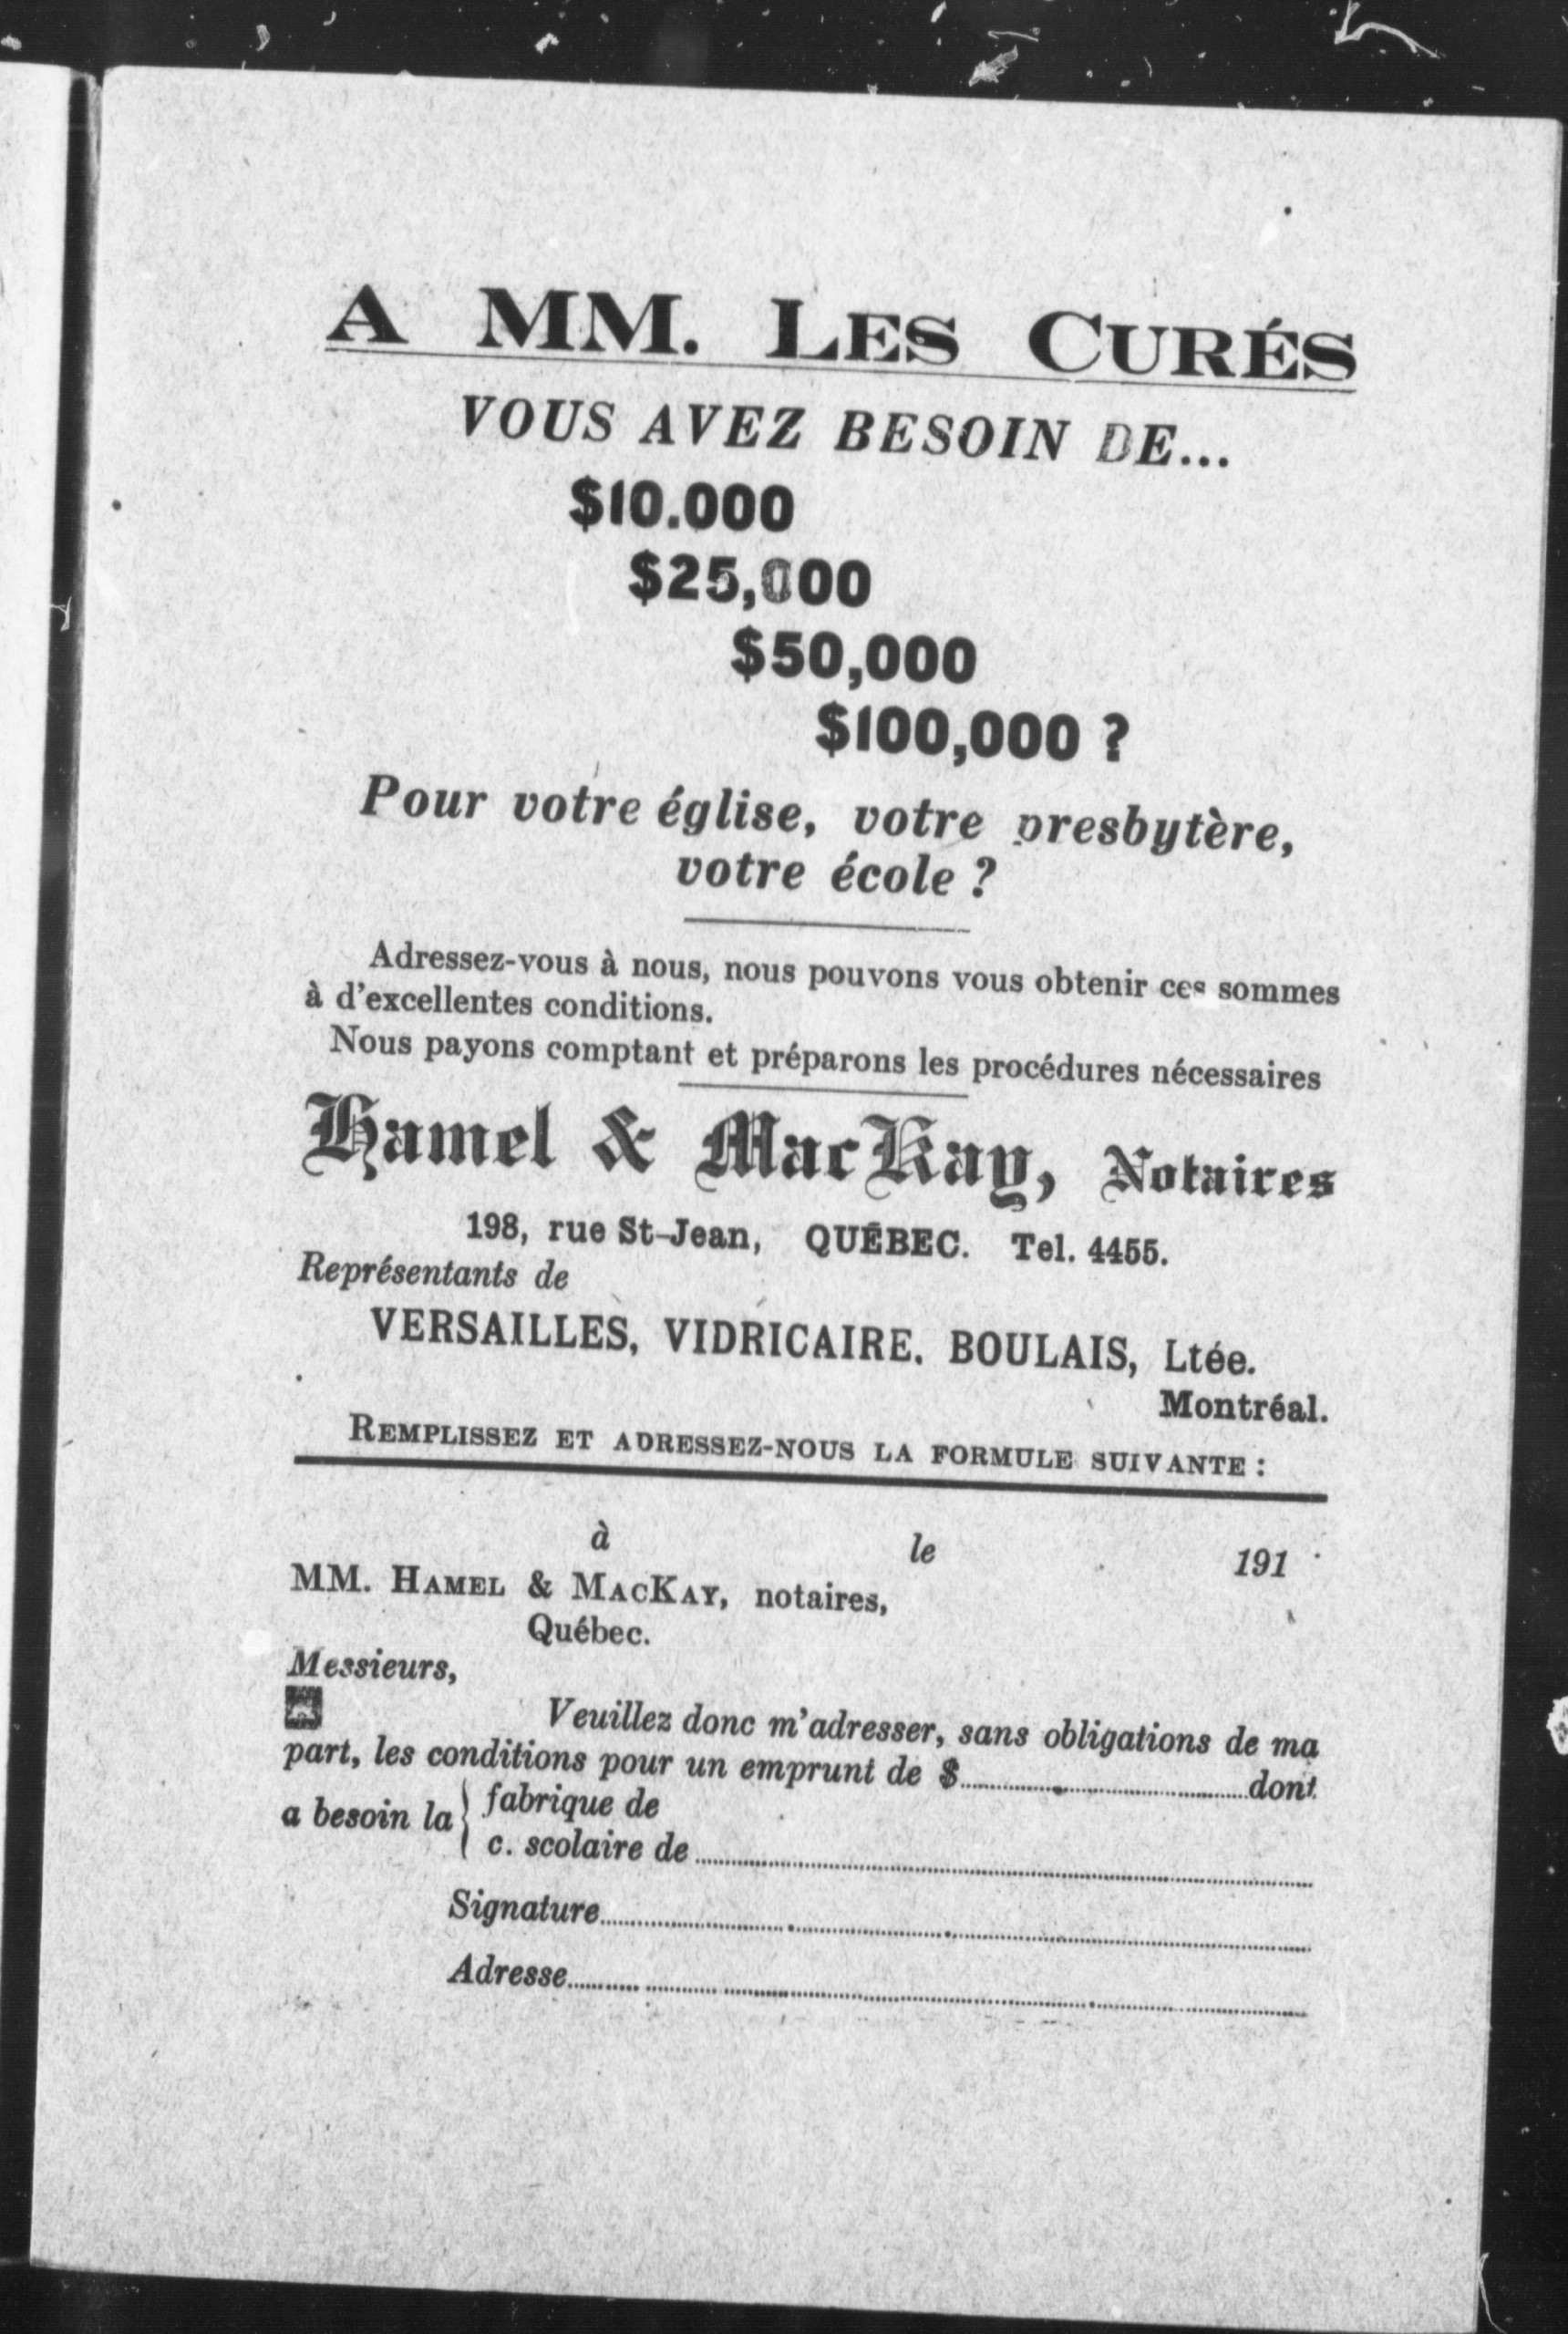 A MM. LES CURÉS
VOUS AVEZ BESOIN DE...
$10.000
$25,000
$50,000
$100,000 ?
Pour votre église, votre presbytère,
votre école ?
Adressez-vous à nous, nous pouvons vous obtenir ces sommes
à d'excellentes conditions.
Nous payons comptant et préparons les procédures nécessaires
Hamel & MacKay, Notaires
198, rue St-Jean, QUÉBEC. Tel. 4455.
Représentants de
VERSAILLES, VIDRICAIRE. BOULAIS, Ltée.
Montréal.
REMPLISSEZ ET ADRESSEZ-NOUS LA FORMULE SUIVANTE :
à le 191
MM. HAMEL & MACKAY, notaires,
Québec.
Messieurs,
Veuillez donc m'adresser, sans obligations de ma
part, les conditions pour un emprunt de $..............................dont
a besoin la { fabrique de
c. scolaire de..............................
Signature..............................
Adresse..............................